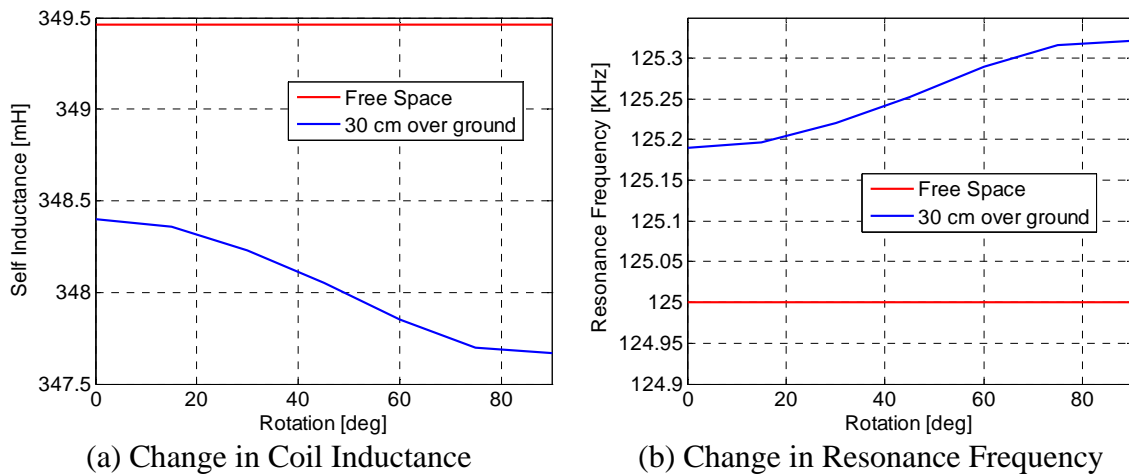 349.5
349
348.5
348
347.5
Self Inductance [mH]
Free Space
30 cm over ground
0 20 40 60 80
Rotation [deg]
(a) Change in Coil Inductance
125.3
125.25
125.2
125.15
125.1
125.05
125
124.95
124.9
Resonance Frequency [KHz]
Free Space
30 cm over ground
0 20 40 60 80
Rotation [deg]
(b) Change in Resonance Frequency